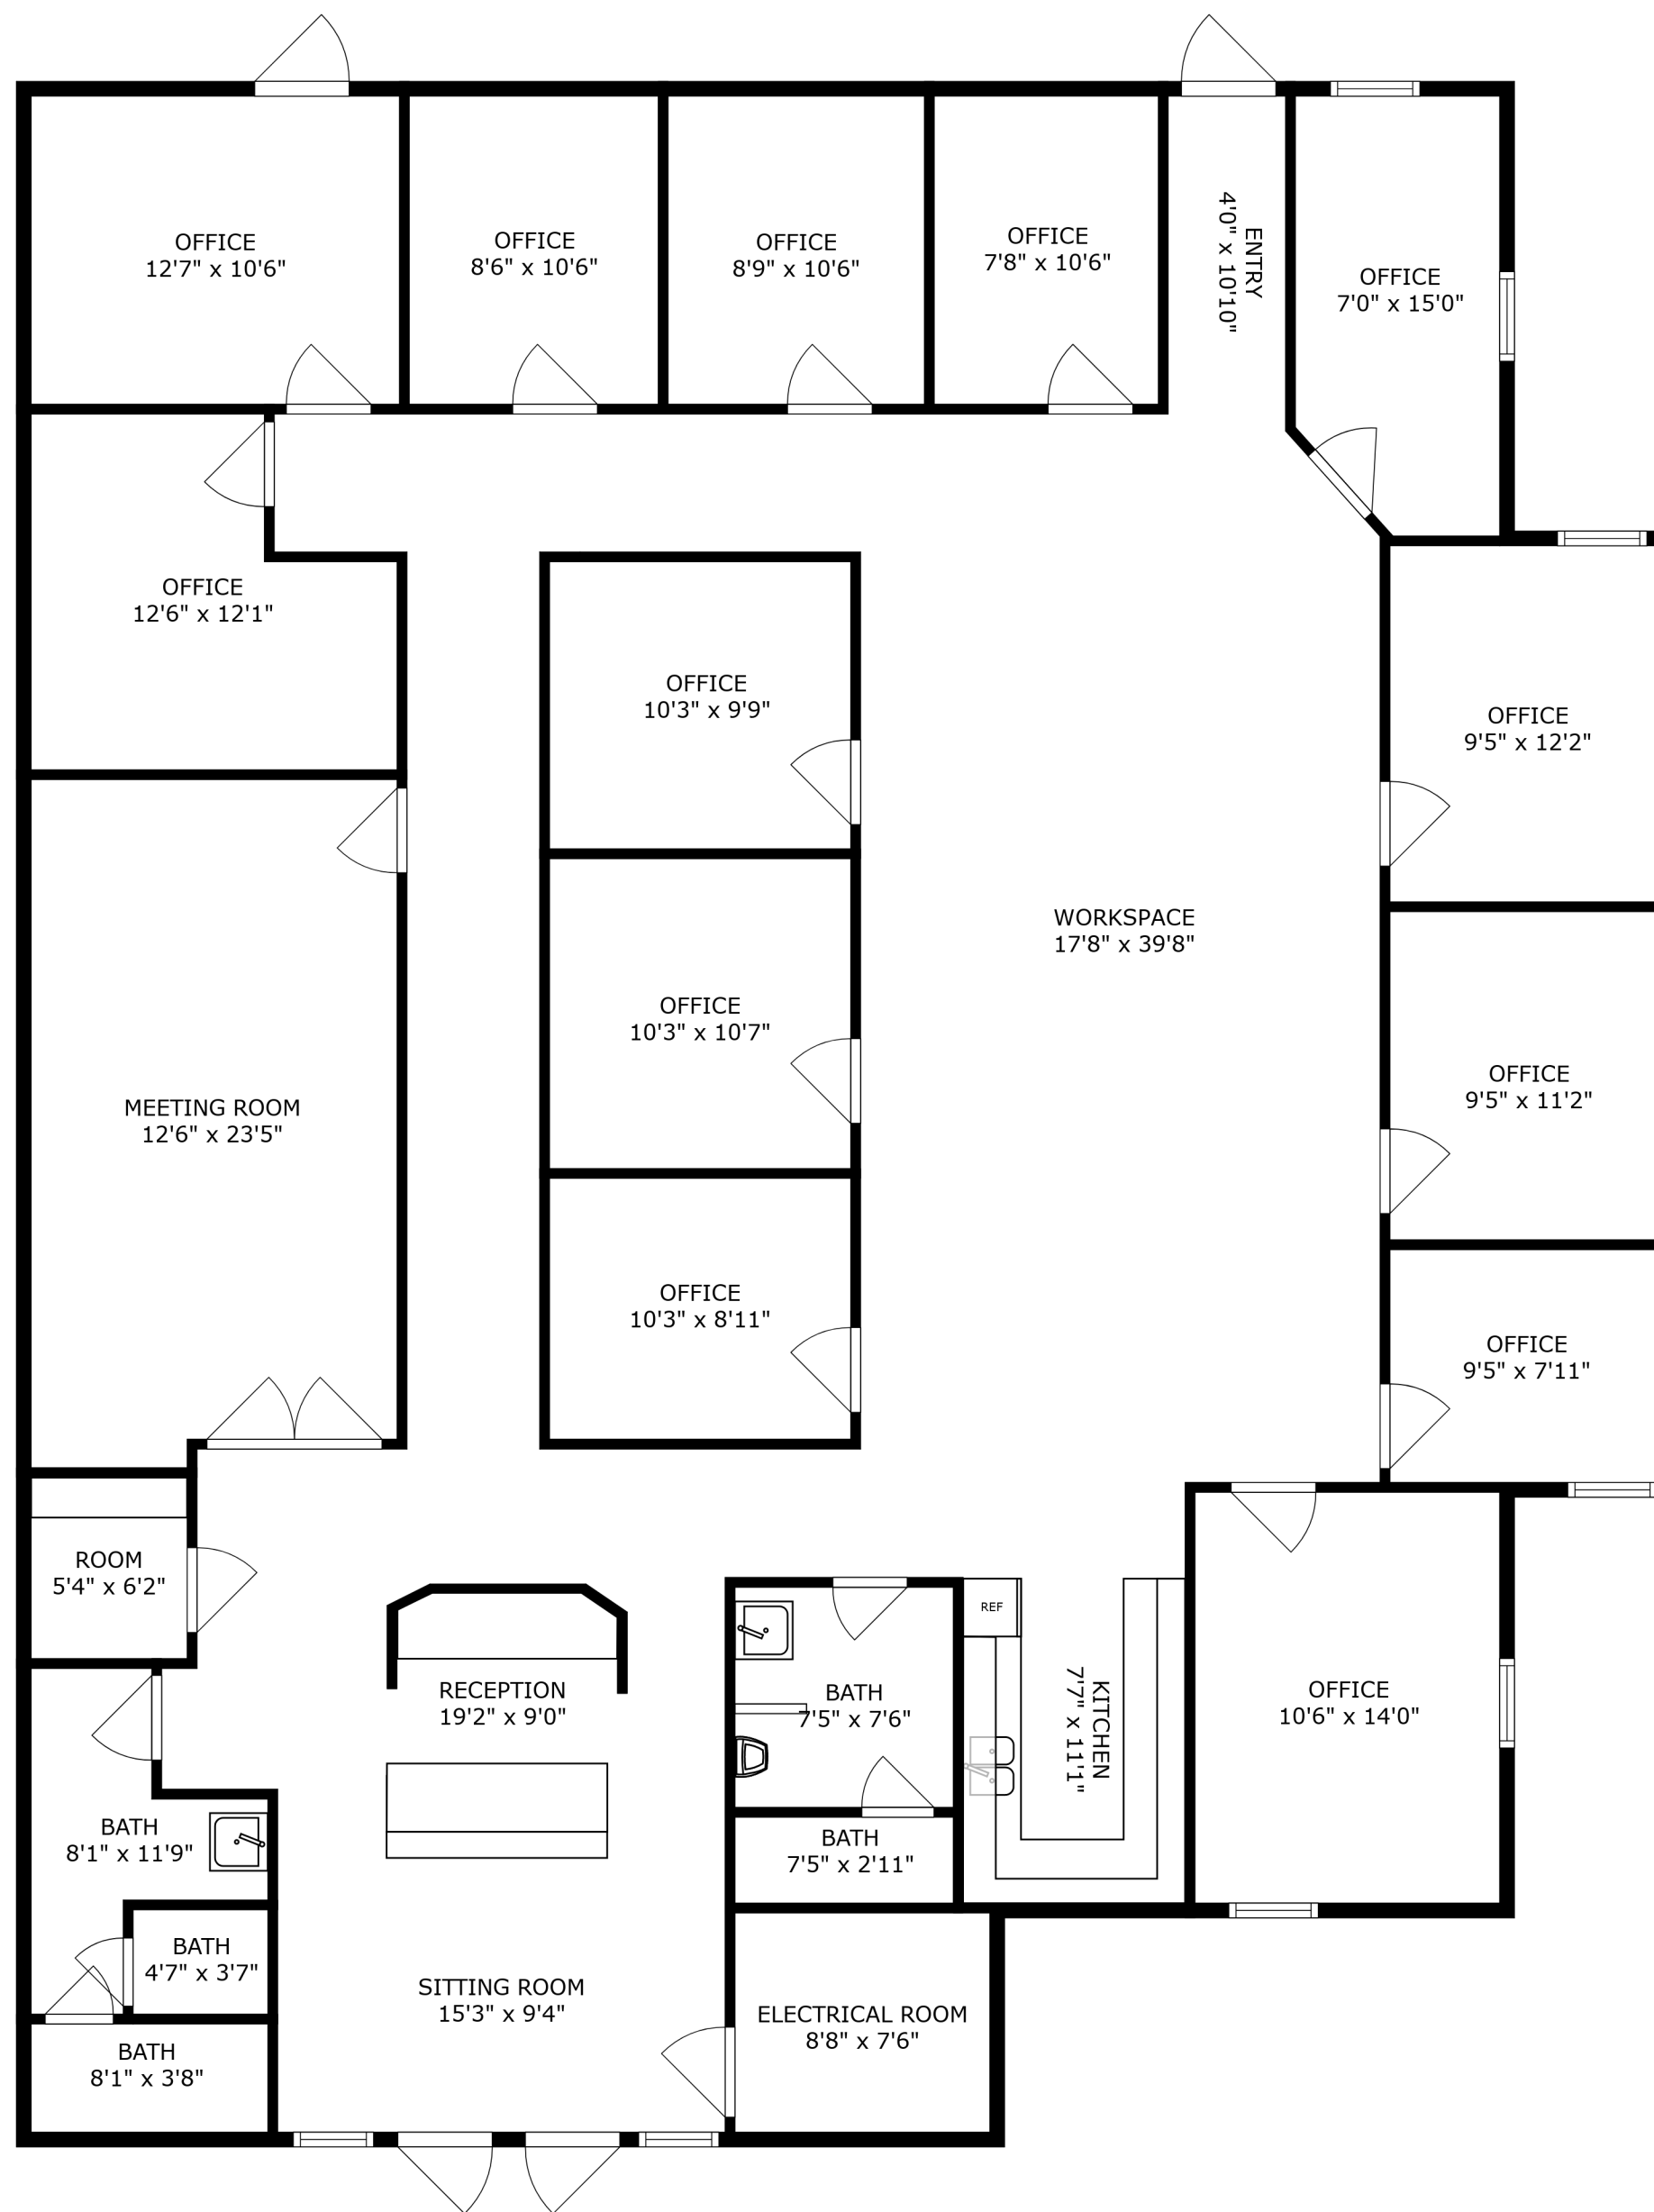 OFFICE
12'7" x 10'6"
OFFICE
8'6" x 10'6"
OFFICE
8'9" x 10'6"
OFFICE
7'8" x 10'6"
ENTRY
4'0" x 10'10"
OFFICE
7'0" x 15'0"
OFFICE
12'6" x 12'1"
OFFICE
10'3" x 9'9"
OFFICE
9'5" x 12'2"
WORKSPACE
17'8" x 39'8"
OFFICE
10'3" x 10'7"
OFFICE
9'5" x 11'2"
MEETING ROOM
12'6" x 23'5"
OFFICE
10'3" x 8'11"
OFFICE
9'5" x 7'11"
ROOM
5'4" x 6'2"
REF
RECEPTION
19'2" x 9'0"
BATH
7'5" x 7'6"
KITCHEN
7'7" x 11'1"
OFFICE
10'6" x 14'0"
BATH
8'1" x 11'9"
BATH
7'5" x 2'11"
BATH
4'7" x 3'7"
SITTING ROOM
15'3" x 9'4"
ELECTRICAL ROOM
8'8" x 7'6"
BATH
8'1" x 3'8"